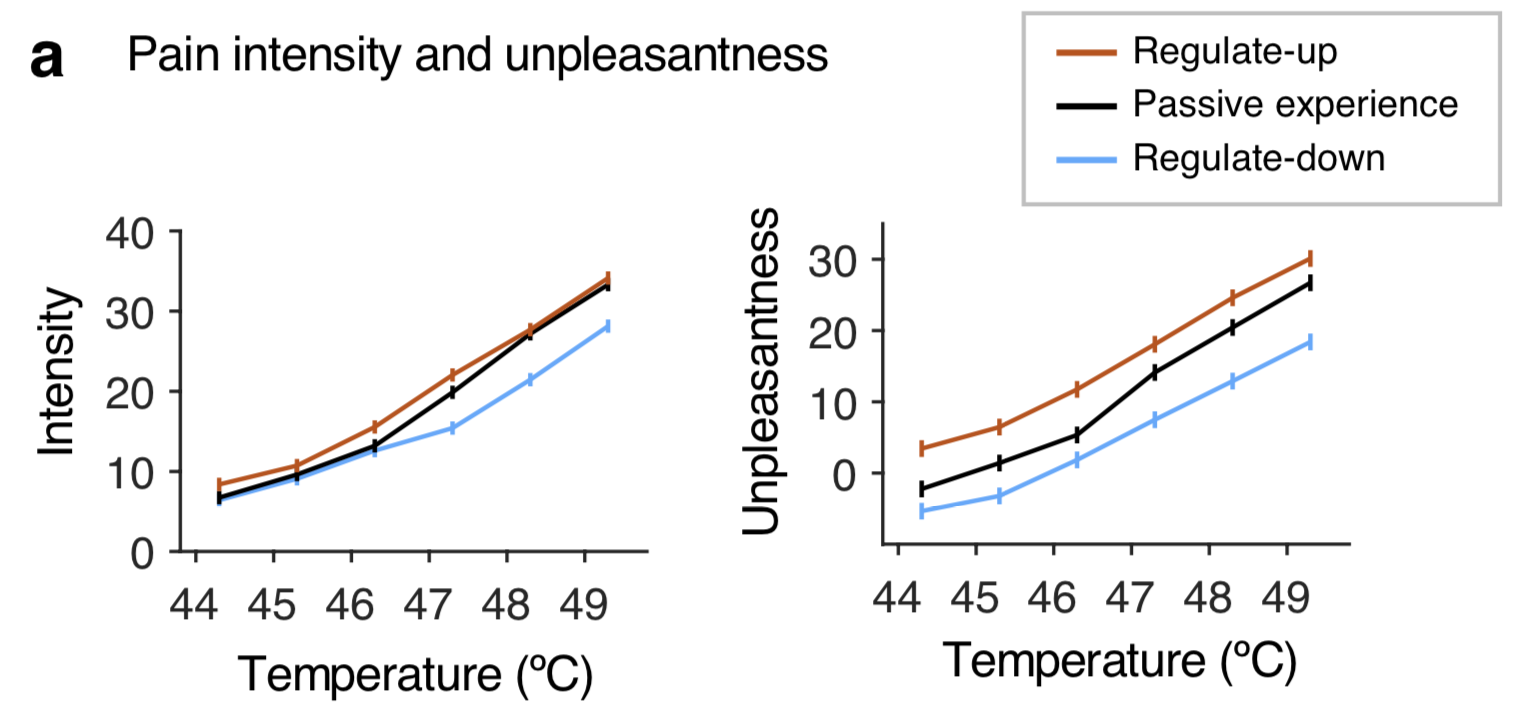 a Pain intensity and unpleasantness
Regulate-up
Passive experience
Regulate-down
Intensity
40
30
20
10
0
44 45 46 47 48 49
Temperature (ºC)
Unpleasantness
30
20
10
0
44 45 46 47 48 49
Temperature (ºC)